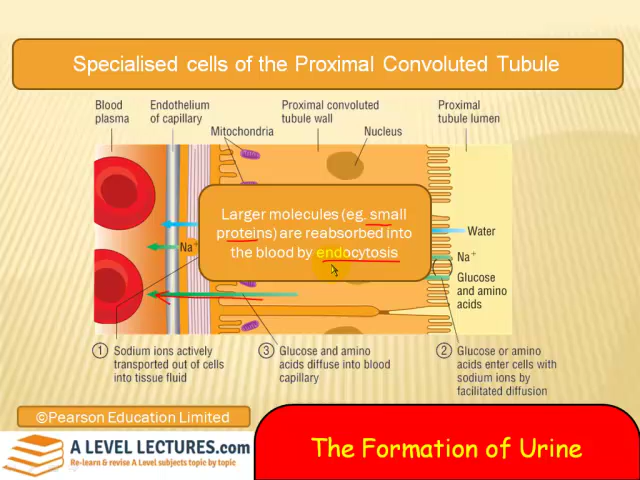 Specialised cells of the Proximal Convoluted Tubule
Blood
plasma
Endothelium
of capillary
Mitochondria
Proximal convoluted
tubule wall
Nucleus
Proximal
tubule lumen
Larger molecules (eg. small
proteins) are reabsorbed into
the blood by endocytosis
Na+
Water
Na+
Glucose
and amino
acids
1 Sodium ions actively
transported out of cells
into tissue fluid
3 Glucose and amino
acids diffuse into blood
capillary
2 Glucose or amino
acids enter cells with
sodium ions by
facilitated diffusion
©Pearson Education Limited
A LEVEL LECTURES.com
Re-learn & revise A Level subjects topic by topic
The Formation of Urine